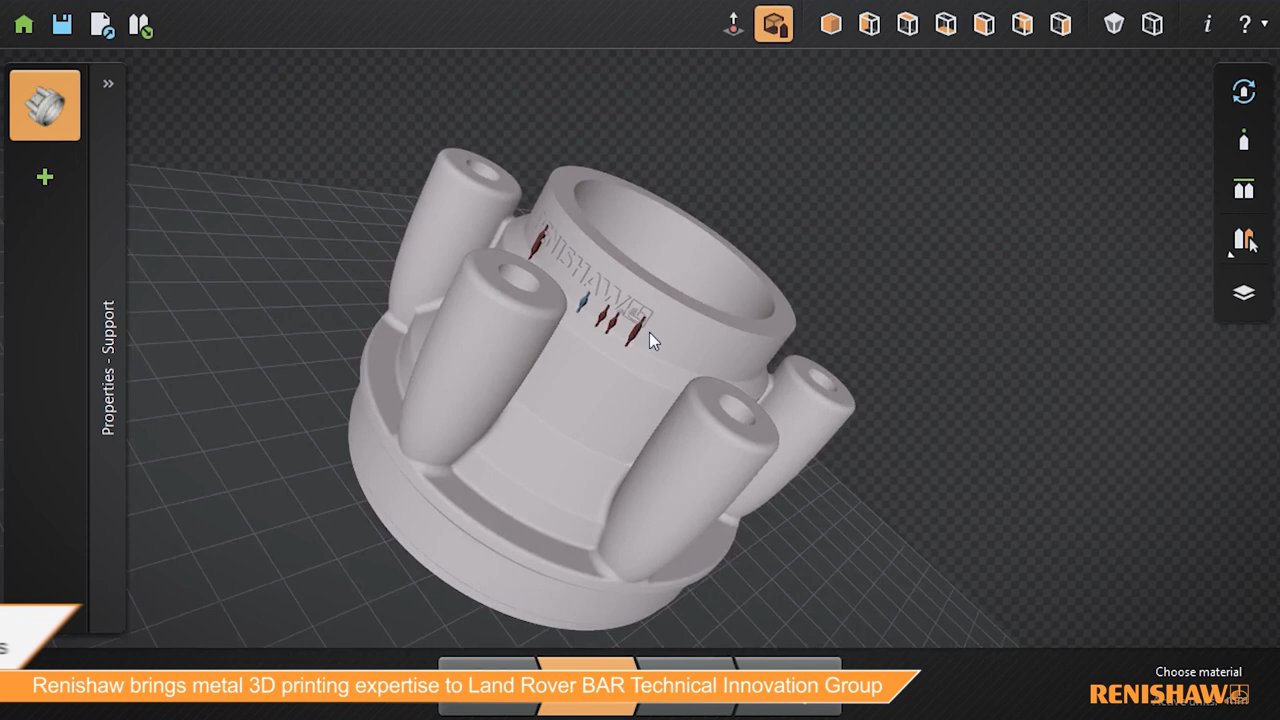 i ?
»
Properties - Support
RENISHAW
s
Renishaw brings metal 3D printing expertise to Land Rover BAR Technical Innovation Group
Choose material
RENISHAW